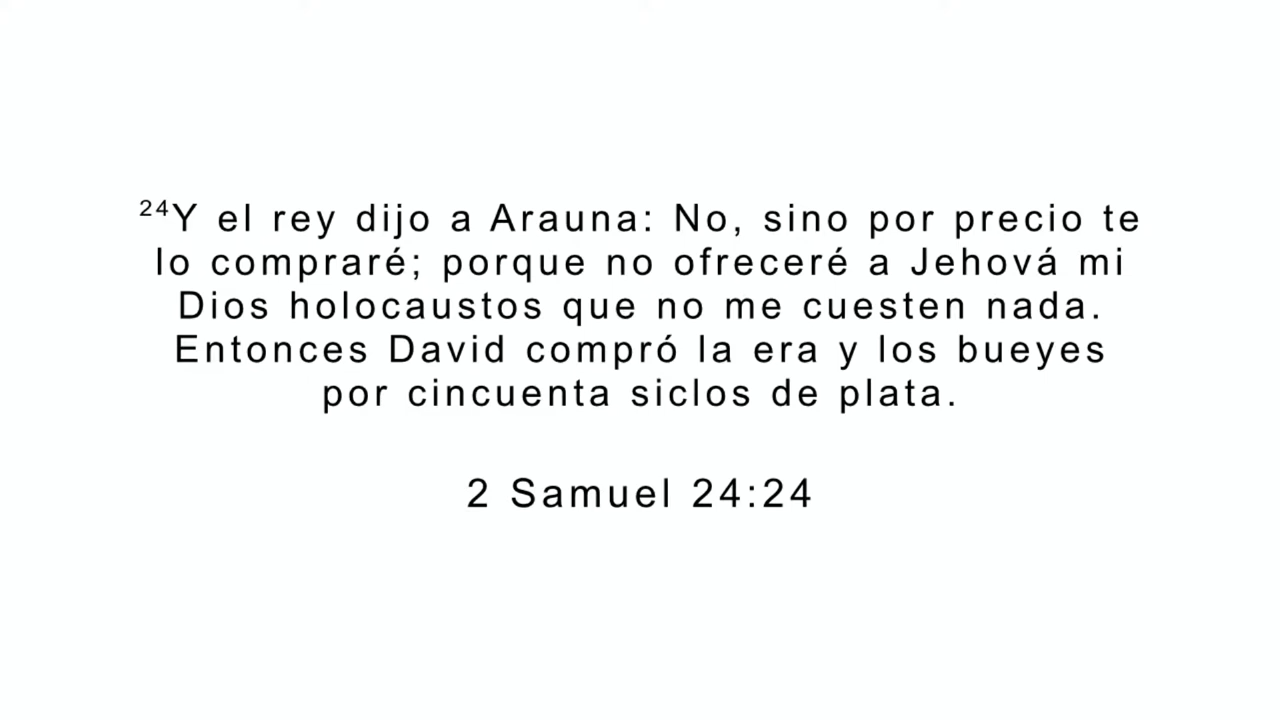 24Y el rey dijo a Arauna: No, sino por precio te
lo compraré; porque no ofreceré a Jehová mi
Dios holocaustos que no me cuesten nada.
Entonces David compró la era y los bueyes
por cincuenta siclos de plata.
2 Samuel 24:24